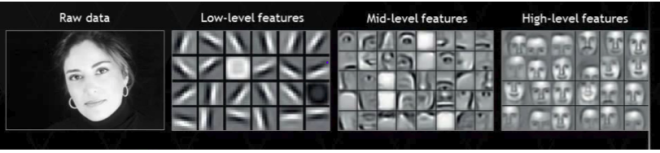 Raw data
Low-level features
Mid-level features
High-level features